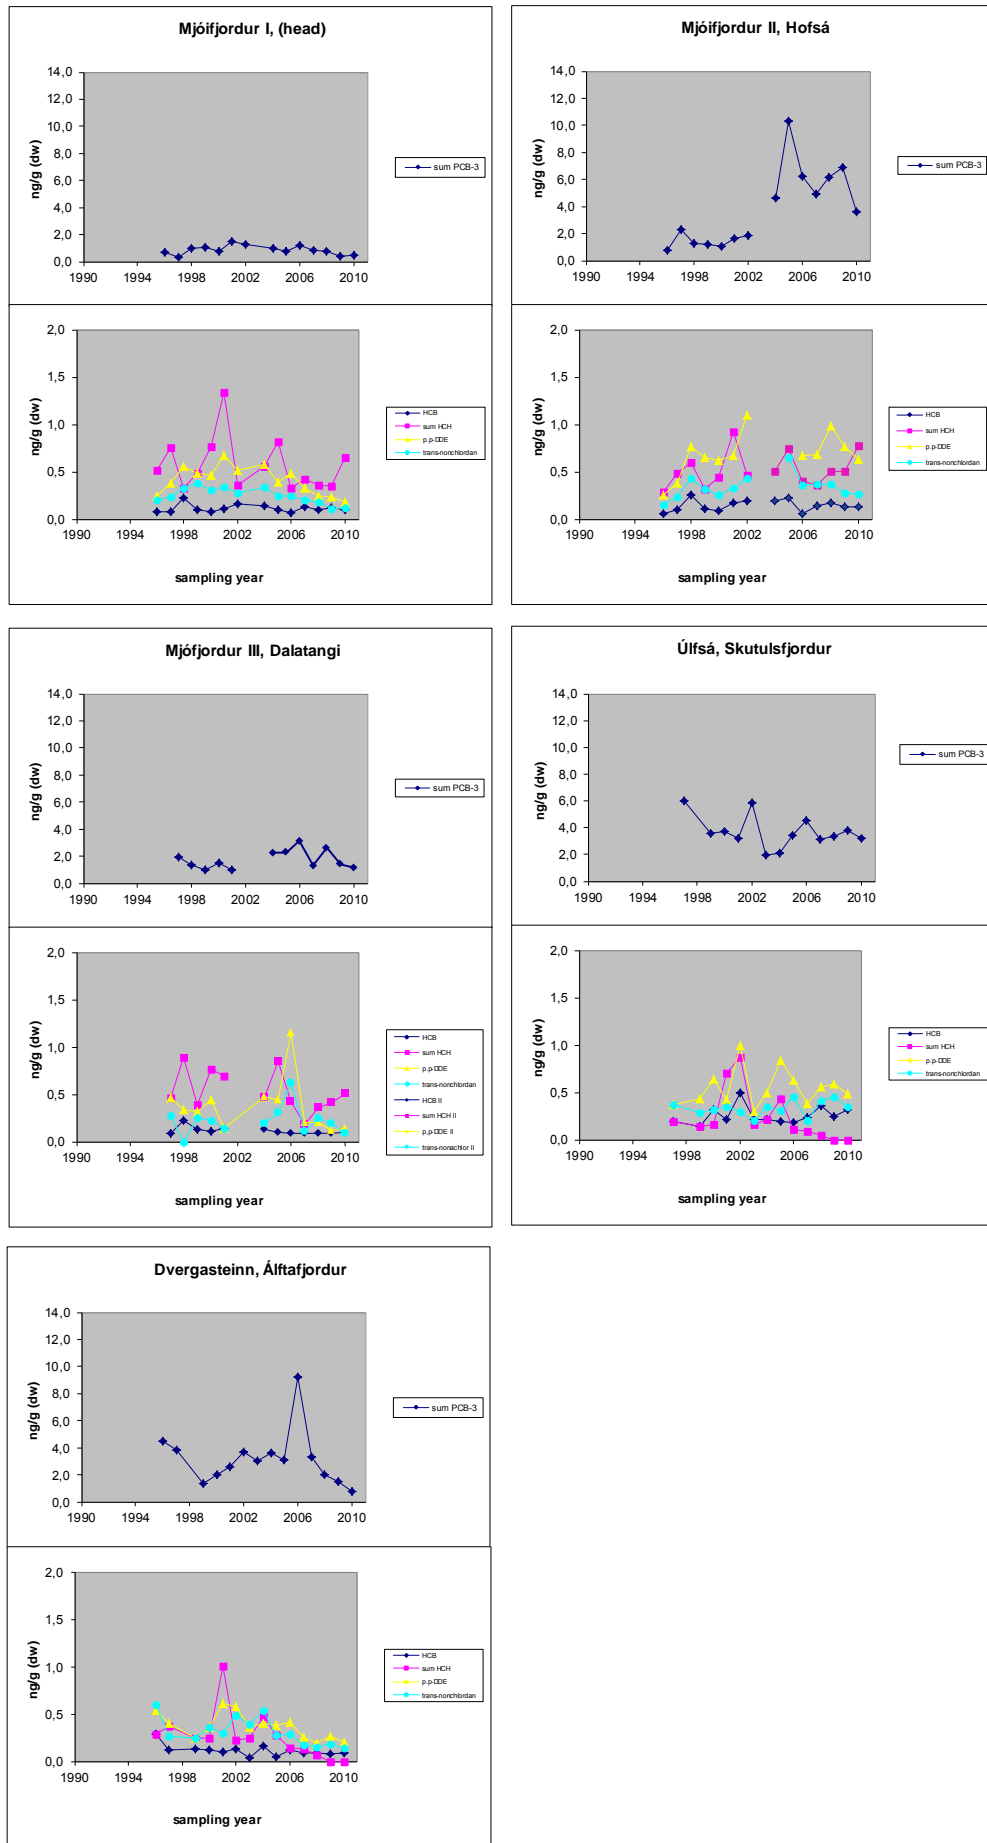 Mjóifjordur I, (head)
ng/g (dw)
14,0
12,0
10,0
8,0
6,0
4,0
2,0
0,0
1990 1994 1998 2002 2006 2010
sum PCB-3
ng/g (dw)
2,0
1,5
1,0
0,5
0,0
1990 1994 1998 2002 2006 2010
sampling year
HCB
sum HCH
p.p-DDE
trans-nonchlordan
Mjóifjordur II, Hofsá
ng/g (dw)
14,0
12,0
10,0
8,0
6,0
4,0
2,0
0,0
1990 1994 1998 2002 2006 2010
sum PCB-3
ng/g (dw)
2,0
1,5
1,0
0,5
0,0
1990 1994 1998 2002 2006 2010
sampling year
HCB
sum HCH
p.p-DDE
trans-nonchlordan
Mjófjordur III, Dalatangi
ng/g (dw)
14,0
12,0
10,0
8,0
6,0
4,0
2,0
0,0
1990 1994 1998 2002 2006 2010
sum PCB-3
ng/g (dw)
2,0
1,5
1,0
0,5
0,0
1990 1994 1998 2002 2006 2010
sampling year
HCB
sum HCH
p.p-DDE
trans-nonchlordan
HCB II
sum HCH II
p.p-DDE II
trans-nonachlor II
Úlfsá, Skutulsfjordur
ng/g (dw)
14,0
12,0
10,0
8,0
6,0
4,0
2,0
0,0
1990 1994 1998 2002 2006 2010
sum PCB-3
ng/g (dw)
2,0
1,5
1,0
0,5
0,0
1990 1994 1998 2002 2006 2010
sampling year
HCB
sum HCH
p.p-DDE
trans-nonchlordan
Dvergasteinn, Álftafjordur
ng/g (dw)
14,0
12,0
10,0
8,0
6,0
4,0
2,0
0,0
1990 1994 1998 2002 2006 2010
sum PCB-3
ng/g (dw)
2,0
1,5
1,0
0,5
0,0
1990 1994 1998 2002 2006 2010
sampling year
HCB
sum HCH
p.p-DDE
trans-nonchlordan